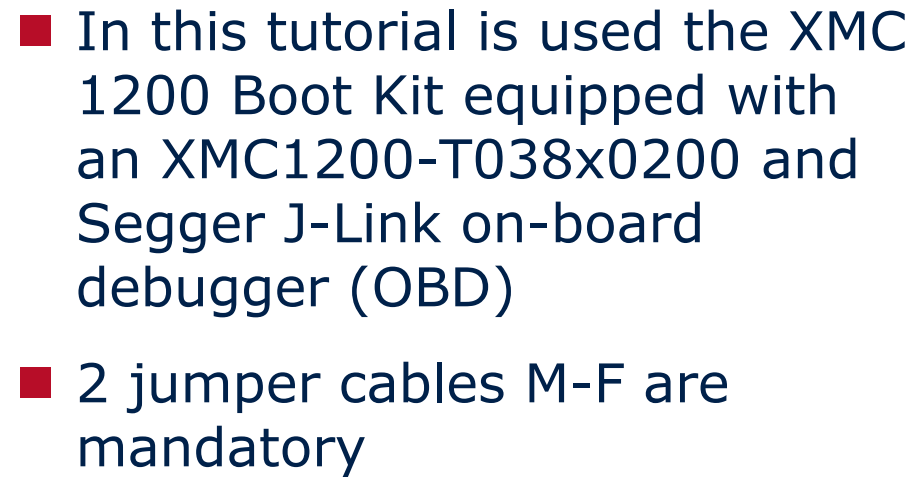 In this tutorial is used the XMC
1200 Boot Kit equipped with
an XMC1200-T038x0200 and
Segger J-Link on-board
debugger (OBD)
2 jumper cables M-F are
mandatory